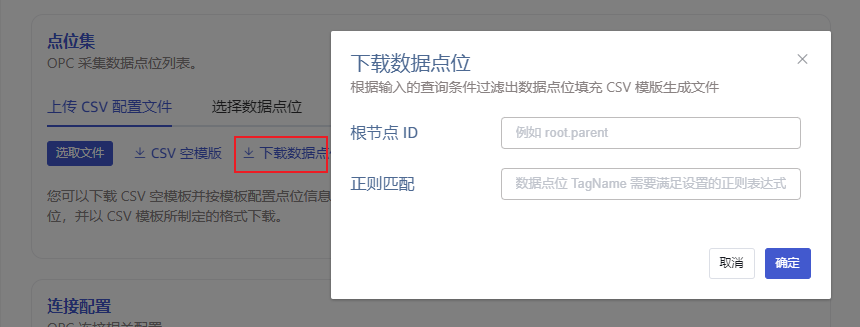 点位集
OPC 采集数据点位列表。
上传 CSV 配置文件
选择数据点位
选取文件
CSV 空模版
下载数据点
您可以下载 CSV 空模板并按模板配置点位信息
位，并以 CSV 模板所制定的格式下载。
连接配置
OPC 连接相关配置
下载数据点位
根据输入的查询条件过滤出数据点位填充 CSV 模版生成文件
根节点 ID
例如 root.parent
正则匹配
数据点位 TagName 需要满足设置的正则表达式
取消
确定